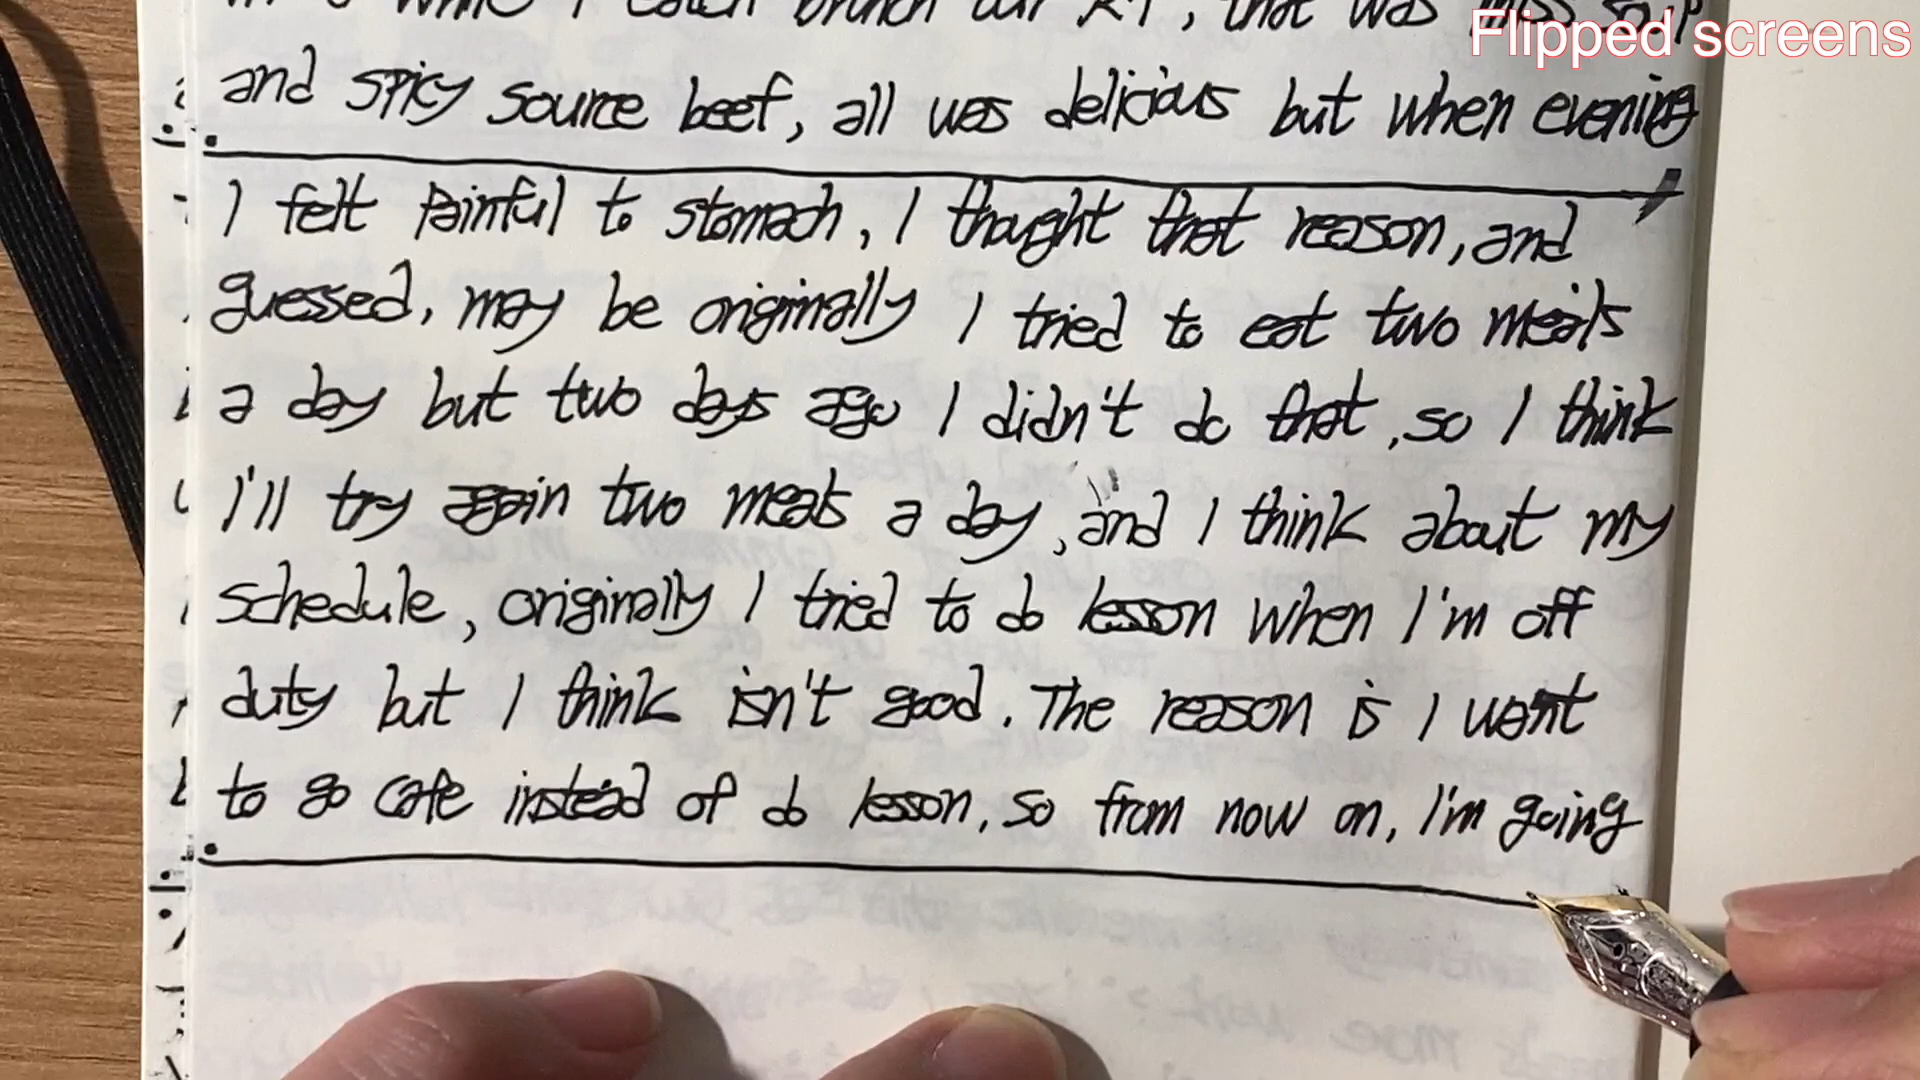 while I
Flipped screens
and spicy source beef, all was delicious but when evening
I felt painful to stomach, I thought that reason, and
guessed, may be originally I tried to eat two meals
a day but two days ago I didn't do that, so I think
I'll try again two meals a day, and I think about my
schedule, originally I tried to do lesson when I'm off
duty but I think isn't good. The reason is I want
to go cafe instead of do lesson, so from now on, I'm going